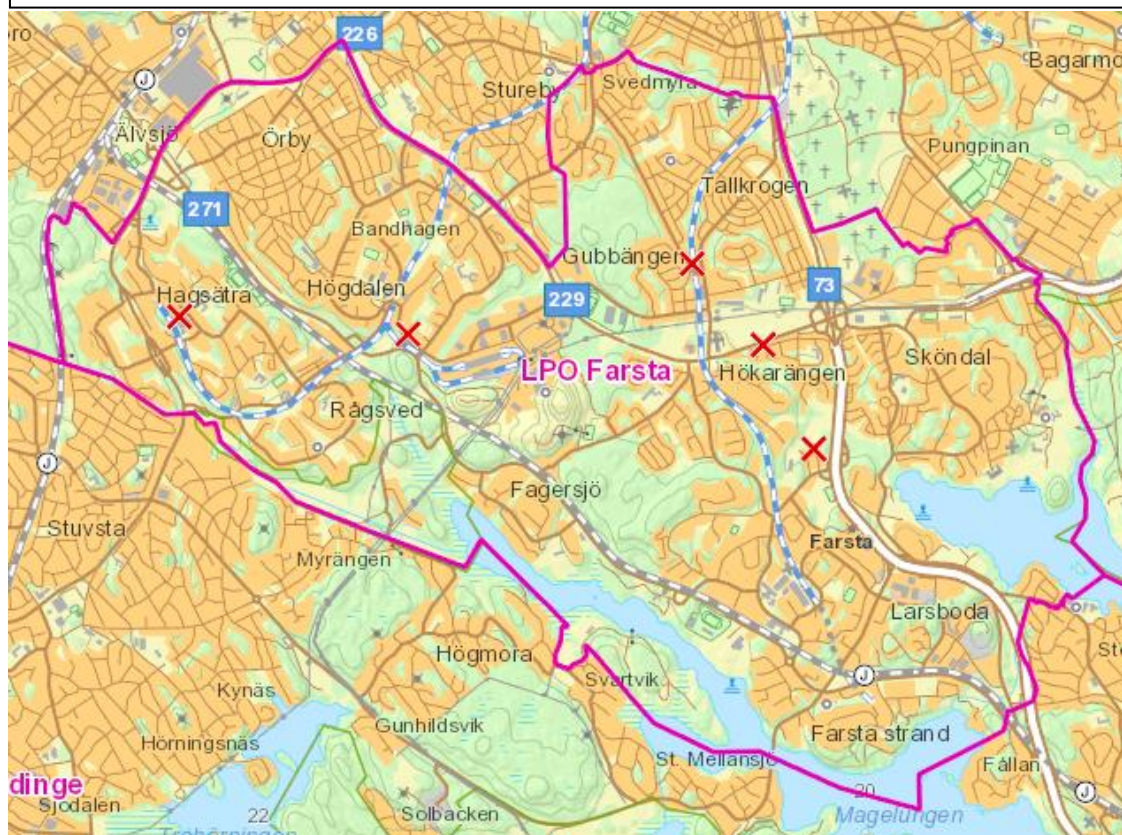 226
Stureby
Svedmyra
Bagarmo
J
Älvsjö
Örby
Pungpinan
271
Bandhagen
Tallkrogen
Hagsätra
Högdalen
Gubbängen
229
73
LPO Farsta
Hökarängen
Sköndal
Rågsved
J
Fagersjö
Stuvsta
Myrängen
Farsta
Larsboda
Högmora
Svartvik
J
Kynäs
Gunhildsvik
Hörningsnäs
Farsta strand
St. Mellansjö
Fållan
dinge
Sjödalen
22
Solbacken
20
Magelungen
J